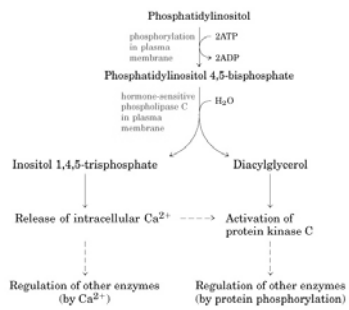 Phosphatidylinositol
phosphorylation
in plasma
membrane
2ATP
2ADP
Phosphatidylinositol 4,5-bisphosphate
hormone-sensitive
phospholipase C
in plasma
membrane
H₂O
Inositol 1,4,5-trisphosphate
Diacylglycerol
Release of intracellular Ca²⁺
Activation of
protein kinase C
Regulation of other enzymes
(by Ca²⁺)
Regulation of other enzymes
(by protein phosphorylation)